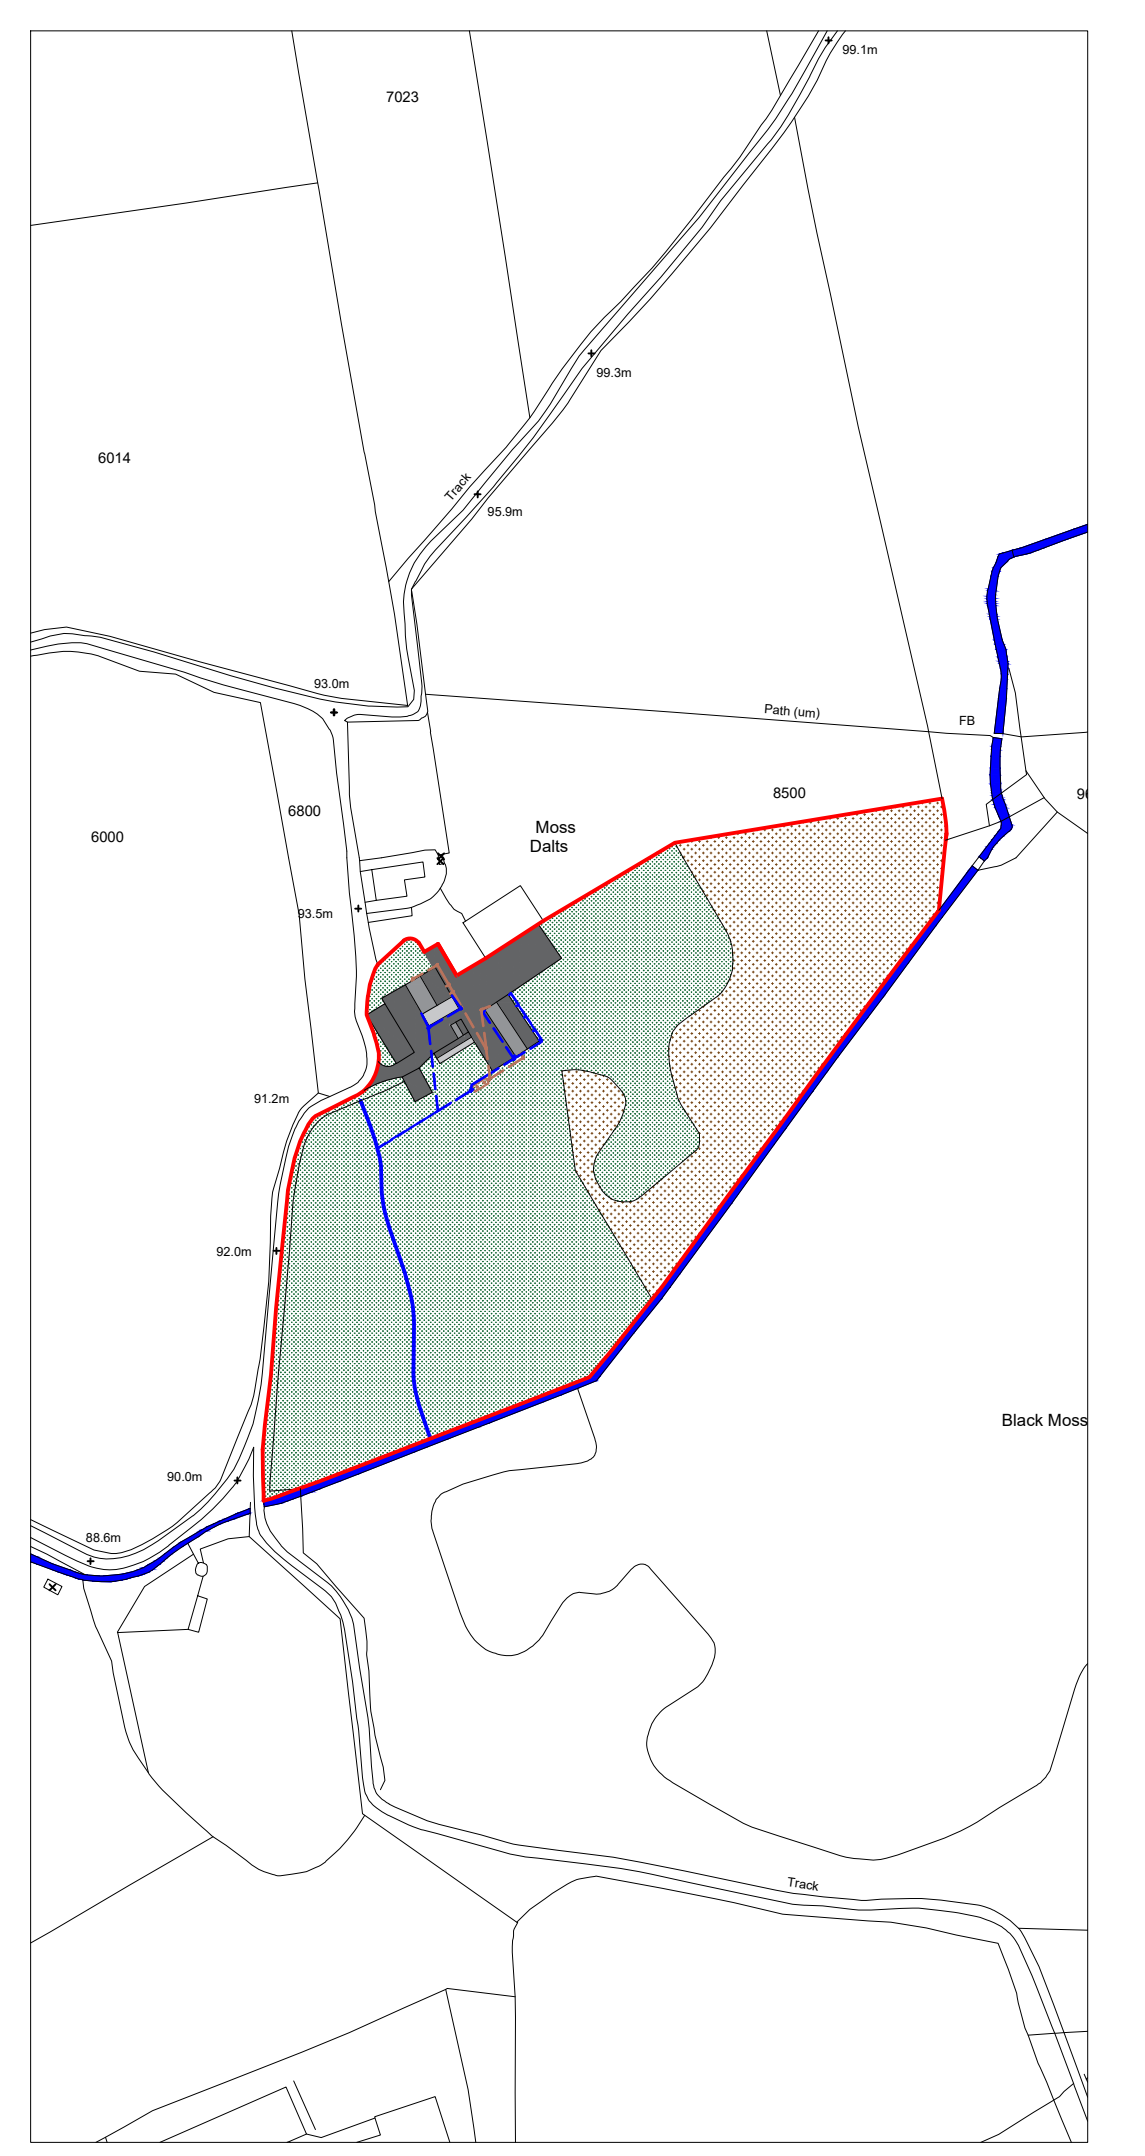 99.1m
7023
99.3m
6014
Track
95.9m
93.0m
Path (um)
FB
8500
96
6800
6000
Moss
Dalts
93.5m
91.2m
92.0m
Black Moss
90.0m
88.6m
Track